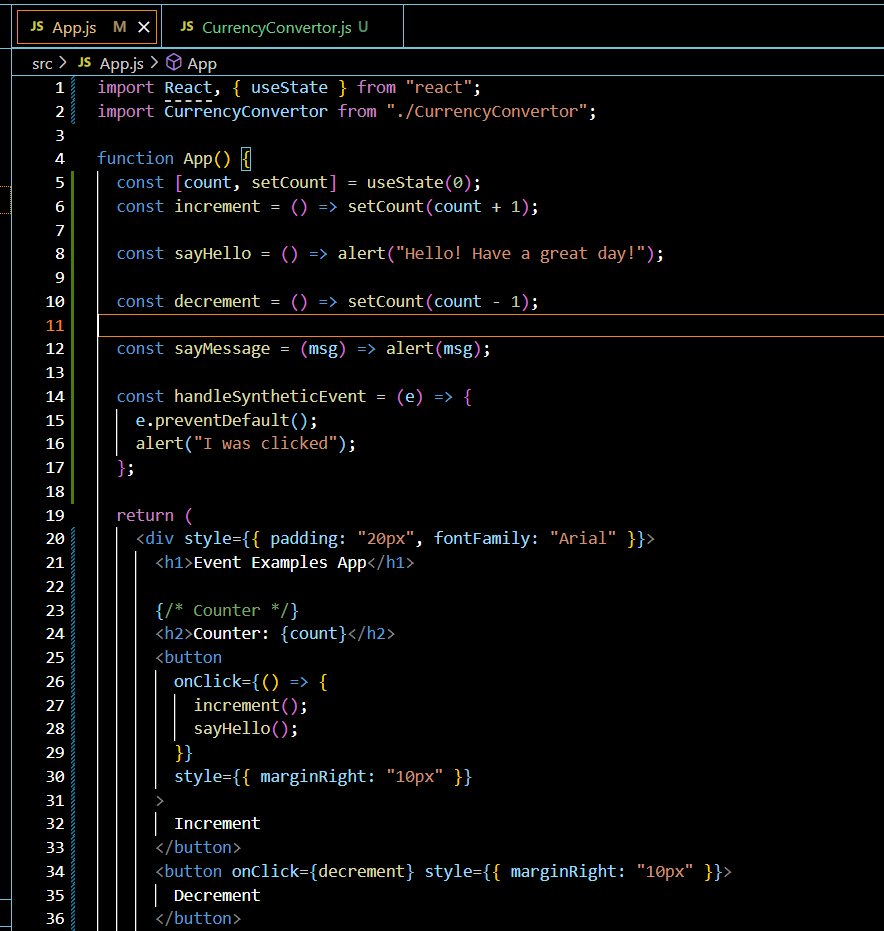 JS App.js M X JS CurrencyConvertor.js U
src > JS App.js > App
1 import React, { useState } from "react";
2 import CurrencyConvertor from "./CurrencyConvertor";
3
4 function App() {
5 const [count, setCount] = useState(0);
6 const increment = () => setCount(count + 1);
7
8 const sayHello = () => alert("Hello! Have a great day!");
9
10 const decrement = () => setCount(count - 1);
11
12 const sayMessage = (msg) => alert(msg);
13
14 const handleSyntheticEvent = (e) => {
15 e.preventDefault();
16 alert("I was clicked");
17 };
18
19 return (
20 <div style={{ padding: "20px", fontFamily: "Arial" }}>
21 <h1>Event Examples App</h1>
22
23 {/* Counter */}
24 <h2>Counter: {count}</h2>
25 <button
26 onClick={() => {
27 increment();
28 sayHello();
29 }}
30 style={{ marginRight: "10px" }}
31 >
32 Increment
33 </button>
34 <button onClick={decrement} style={{ marginRight: "10px" }}>
35 Decrement
36 </button>